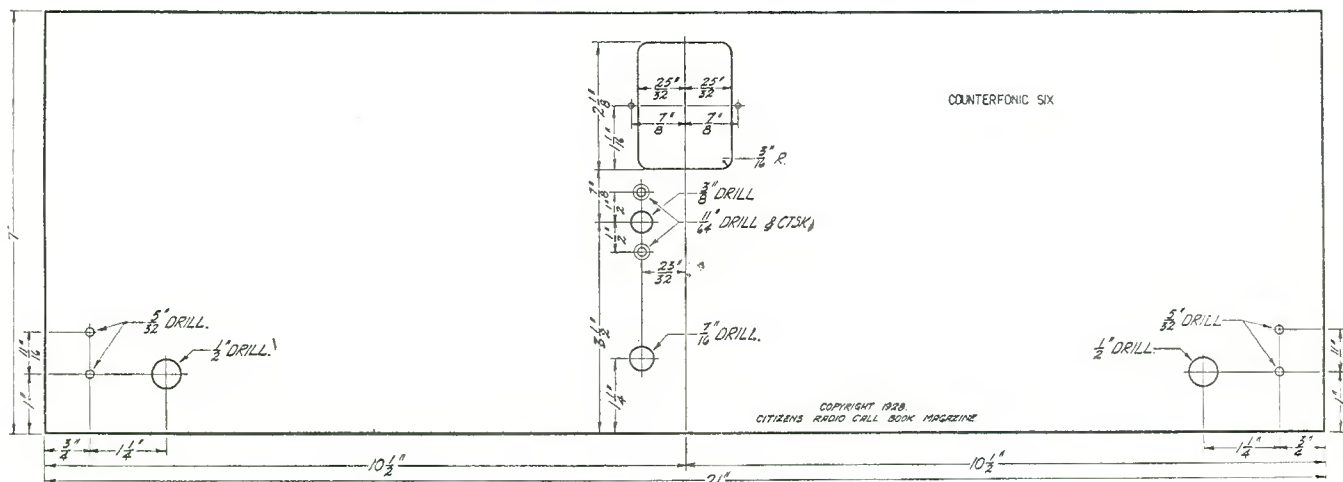 COUNTERFONIC SIX
25" 25"
32 32
2 1/8"
7/8" 7/8"
1 1/16"
3/16" R.
7/8"
3/8" DRILL
1/2"
11/64" DRILL & CTSK
1/2"
23"
32
7"
3 1/2"
5/32" DRILL.
1/2" DRILL.
11/16"
1"
7/16" DRILL.
1 1/4"
5/32" DRILL
1/2" DRILL.
11"
1"
COPYRIGHT 1928.
CITIZENS RADIO CALL BOOK MAGAZINE
3/4" 1 1/4"
1 1/4" 3/4"
10 1/2" 10 1/2"
21"